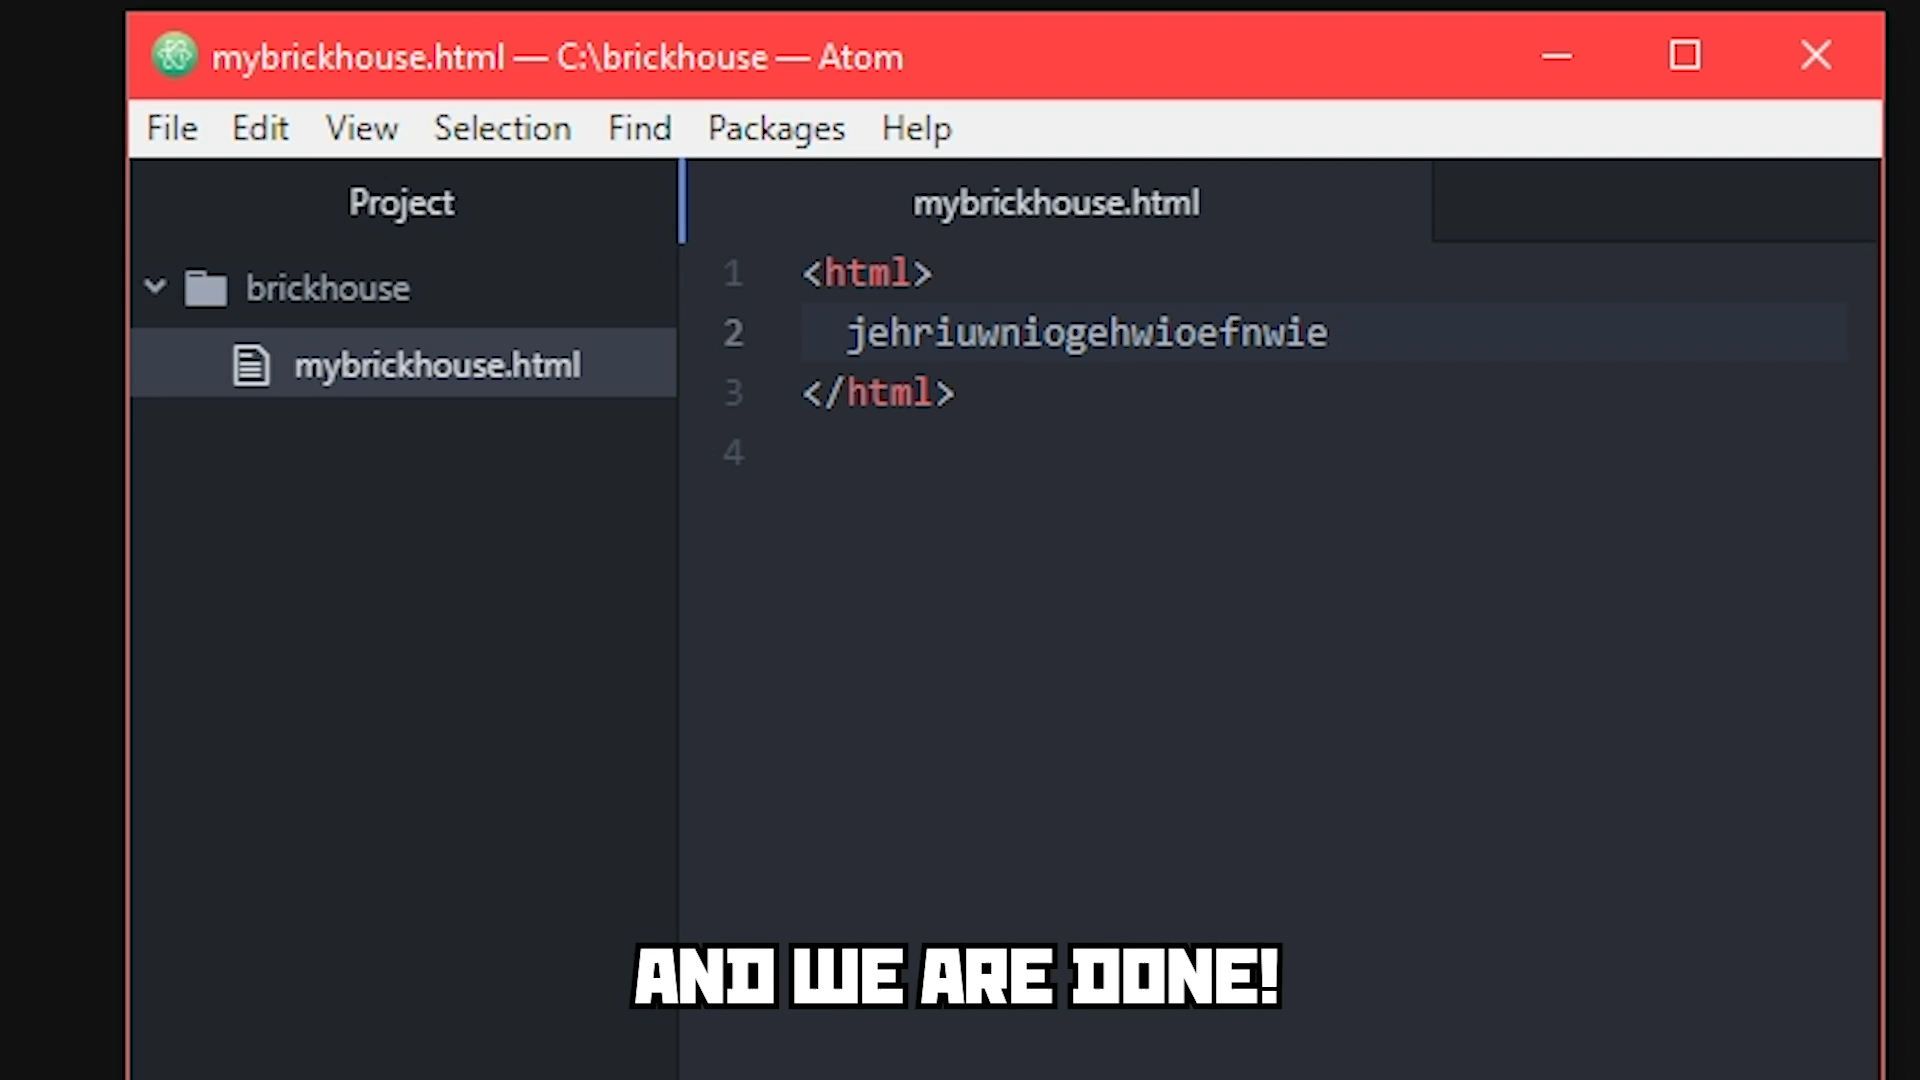 mybrickhouse.html — C:\brickhouse — Atom
File Edit View Selection Find Packages Help
Project
mybrickhouse.html
brickhouse
mybrickhouse.html
1 <html>
2 jehriuwniogehwioefnwie
3 </html>
4
AND WE ARE DONE!